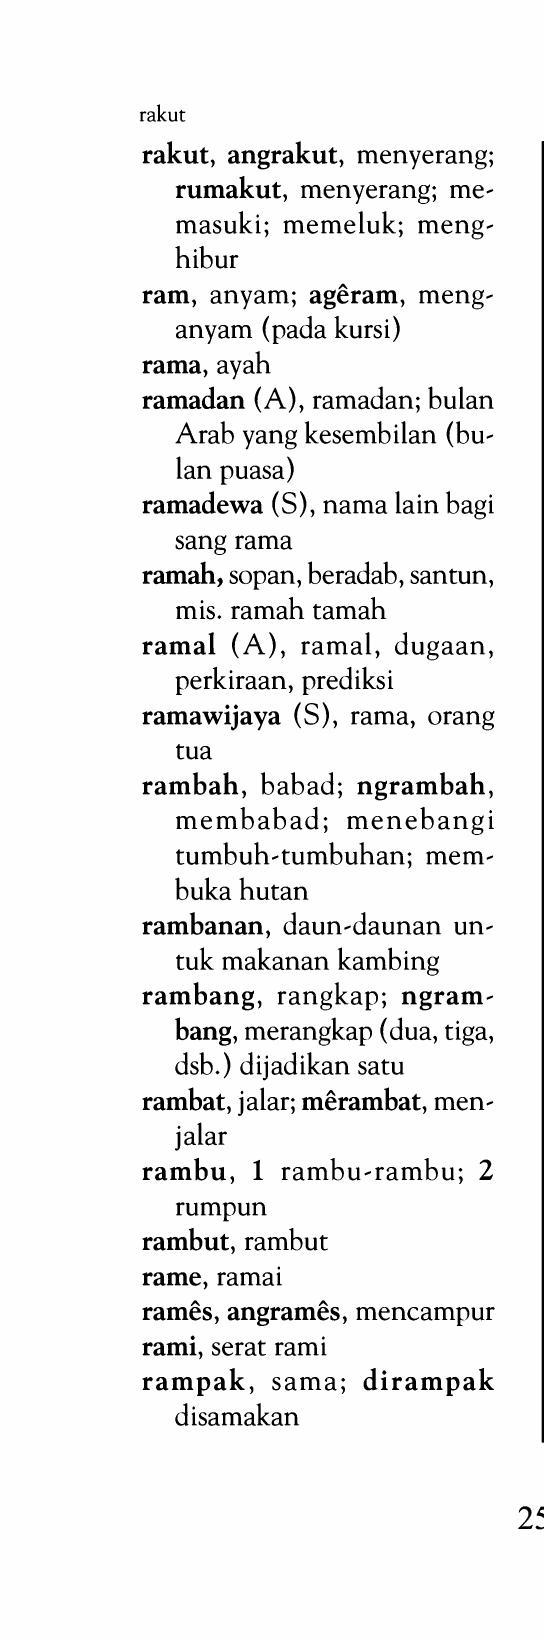 rakut
rakut, angrakut, menyerang;
rumakut, menyerang; me-
masuki; memeluk; meng-
hibur
ram, anyam; agêram, meng-
anyam (pada kursi)
rama, ayah
ramadan (A), ramadan; bulan
Arab yang kesembilan (bu-
lan puasa)
ramadewa (S), nama lain bagi
sang rama
ramah, sopan, beradab, santun,
mis. ramah tamah
ramal (A), ramal, dugaan,
perkiraan, prediksi
ramawijaya (S), rama, orang
tua
rambah, babad; ngrambah,
membabad; menebangi
tumbuh-tumbuhan; mem-
buka hutan
rambanan, daun-daunan un-
tuk makanan kambing
rambang, rangkap; ngram-
bang, merangkap (dua, tiga,
dsb.) dijadikan satu
rambat, jalar; mêrambat, men-
jalar
rambu, 1 rambu-rambu; 2
rumpun
rambut, rambut
rame, ramai
ramês, angramês, mencampur
rami, serat rami
rampak, sama; dirampak
disamakan